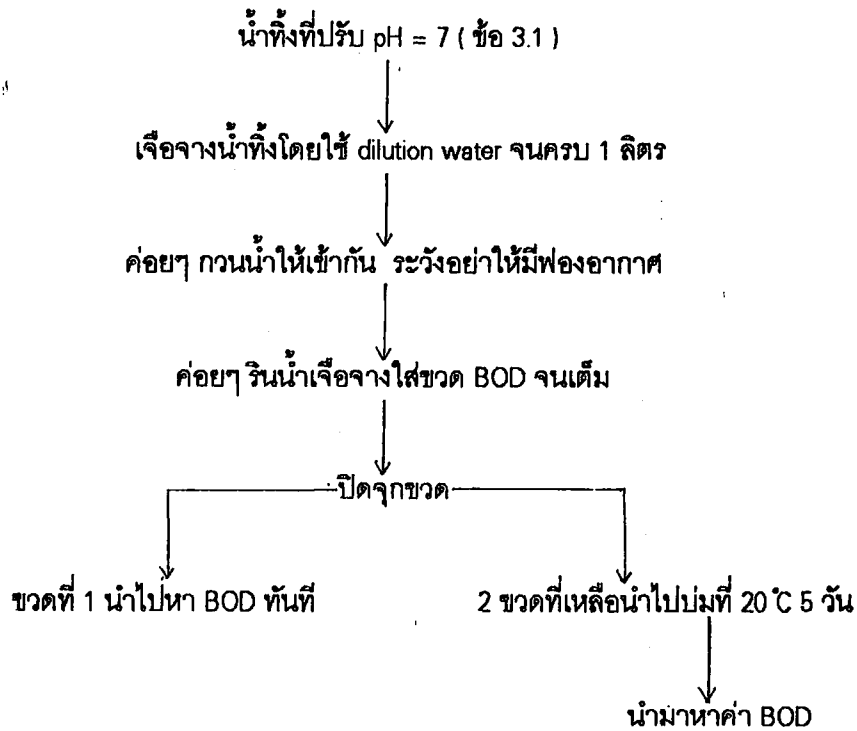 น้ำทิ้งที่ปรับ pH = 7 ( ข้อ 3.1 )
เจือจางน้ำทิ้งโดยใช้ dilution water จนครบ 1 ลิตร
ค่อยๆ กวนน้ำให้เข้ากัน ระวังอย่าให้มีฟองอากาศ
ค่อยๆ รินน้ำเจือจางใส่ขวด BOD จนเต็ม
ปิดจุกขวด
ขวดที่ 1 นำไปหา BOD ทันที
2 ขวดที่เหลือนำไปบ่มที่ 20 ํC 5 วัน
นำมาหาค่า BOD